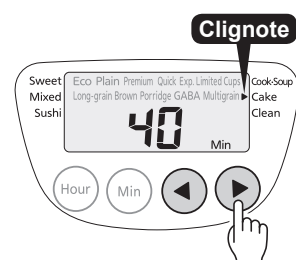 Clignote
Sweet Eco Plain Premium Quick Exp. Limited Cups Cook-Soup
Mixed Long-grain Brown Porridge GABA Multigrain ▶ Cake
Sushi Clean
40
Min
Hour Min ◀ ▶